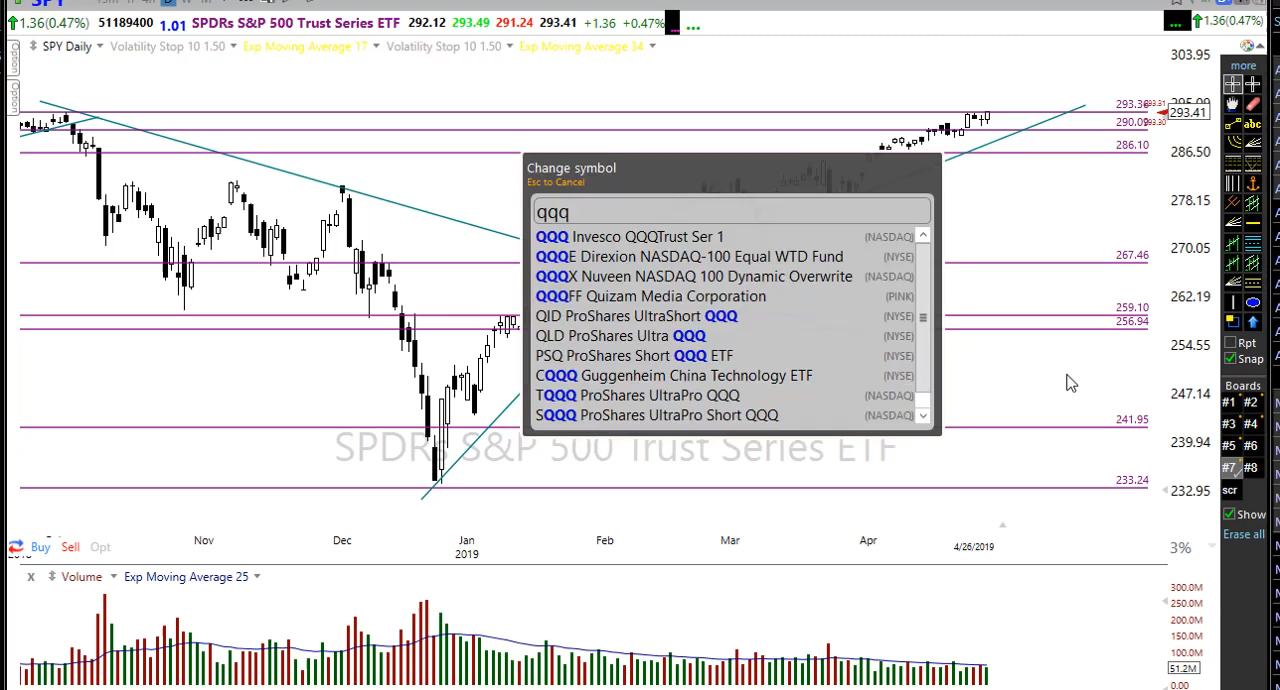 SPY
1.36(0.47%) 51189400 1.01 SPDRs S&P 500 Trust Series ETF 292.12 293.49 291.24 293.41 +1.36 +0.47% ... ... 1.36(0.47%)
SPY Daily Volatility Stop 10 1.50 Exp Moving Average 17 Volatility Stop 10 1.50 Exp Moving Average 34
Option
Option
303.95
more
293.36
293.41
290.09
286.10
286.50
278.15
270.05
267.46
262.19
259.10
256.94
254.55
247.14
241.95
239.94
233.24
232.95
abc
Rpt
Snap
Boards
#1 #2
#3 #4
#5 #6
#7 #8
scr
Show
Erase all
Change symbol
Esc to Cancel
qqq
QQQ Invesco QQQTrust Ser 1 (NASDAQ)
QQQE Direxion NASDAQ-100 Equal WTD Fund (NYSE)
QQQX Nuveen NASDAQ 100 Dynamic Overwrite (NASDAQ)
QQQFF Quizam Media Corporation (PINK)
QID ProShares UltraShort QQQ (NYSE)
QLD ProShares Ultra QQQ (NYSE)
PSQ ProShares Short QQQ ETF (NYSE)
CQQQ Guggenheim China Technology ETF (NYSE)
TQQQ ProShares UltraPro QQQ (NASDAQ)
SQQQ ProShares UltraPro Short QQQ (NASDAQ)
SPDRs S&P 500 Trust Series ETF
Nov Dec Jan Feb Mar Apr 4/26/2019
2019
Buy Sell Opt
3%
X Volume Exp Moving Average 25
300.0M
250.0M
200.0M
150.0M
100.0M
51.2M
0.00